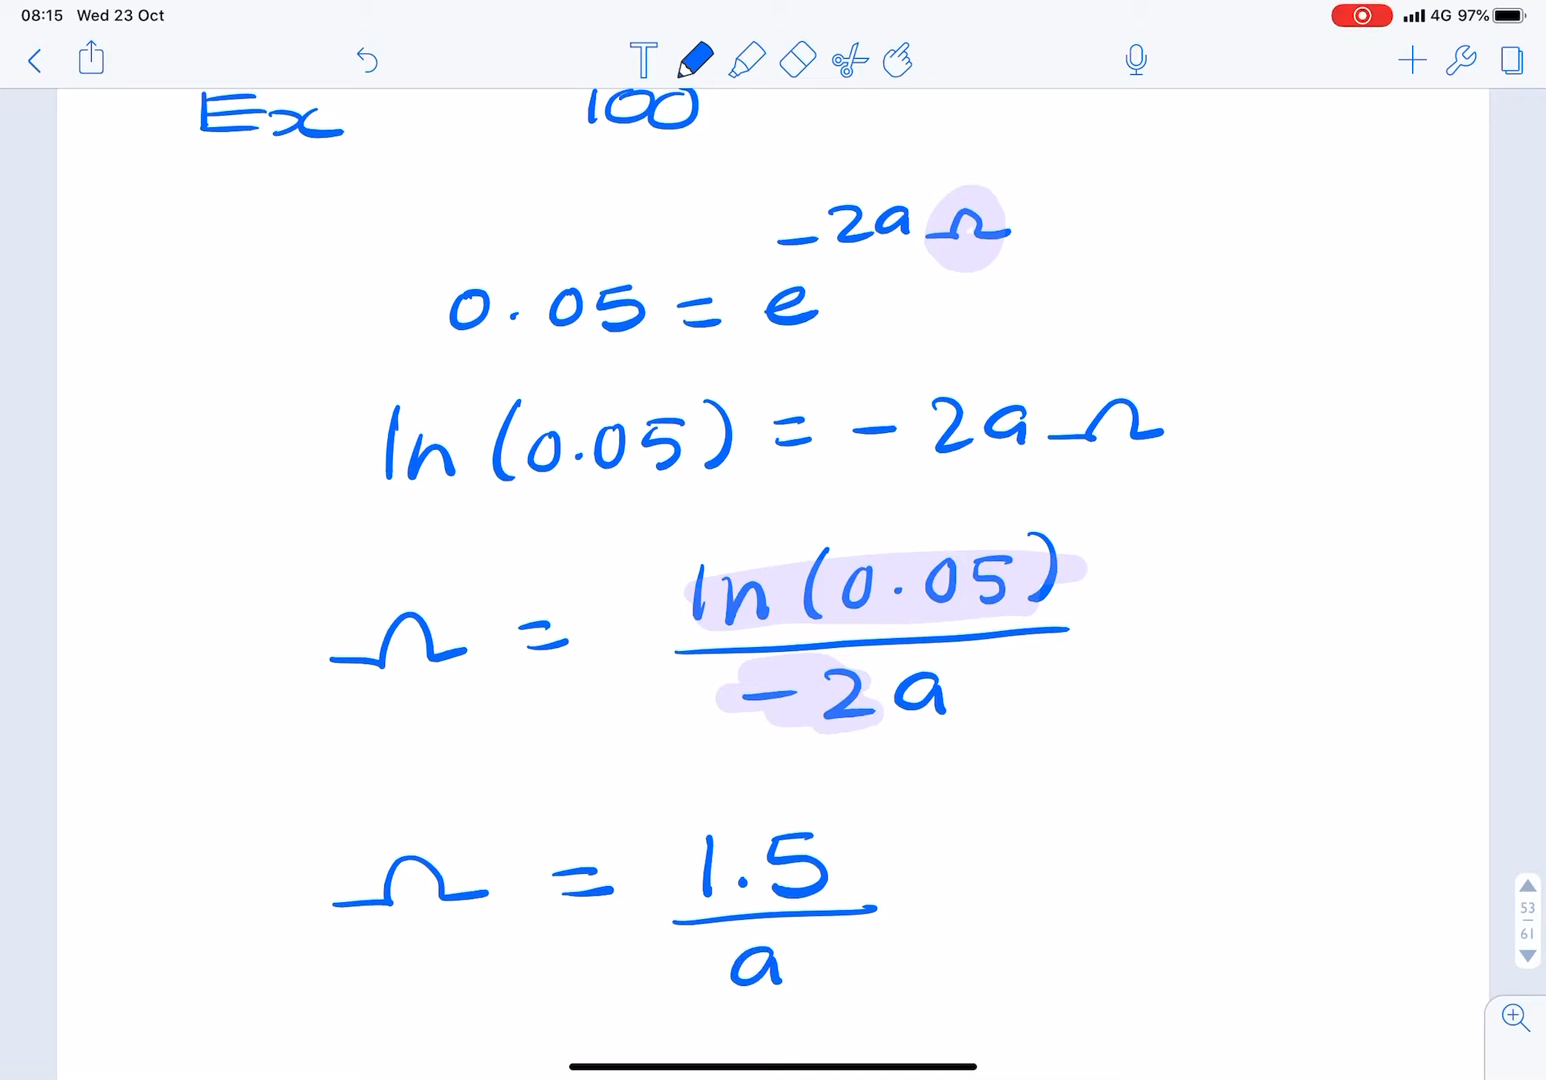 08:15 Wed 23 Oct 4G 97%
T
Ex 100
0.05 = e^{-2aΩ}
ln(0.05) = -2aΩ
Ω = ln(0.05) / -2a
Ω = 1.5 / a
53
61